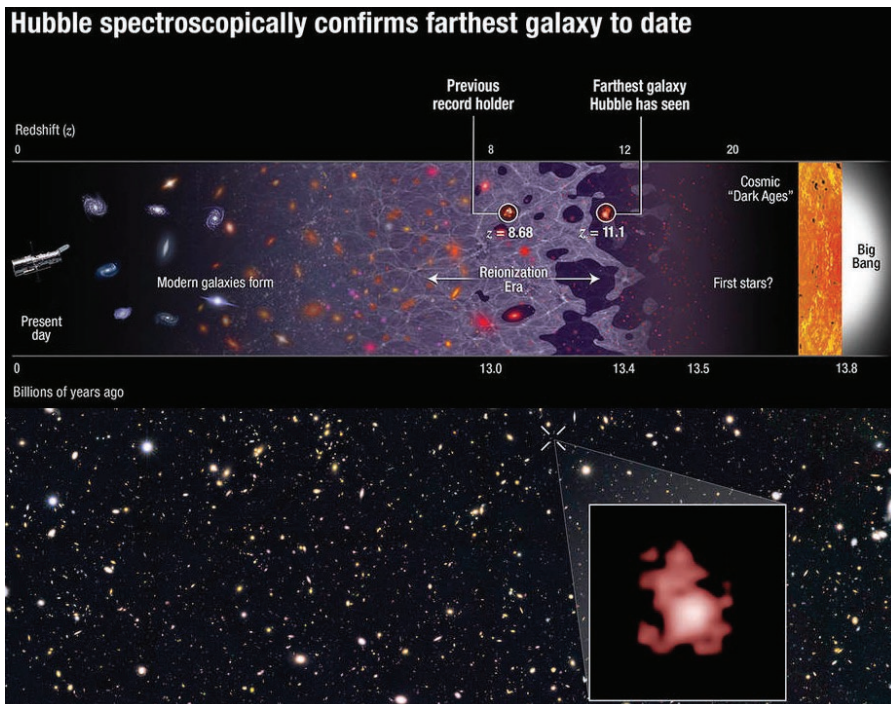 Hubble spectroscopically confirms farthest galaxy to date
Previous
record holder
Farthest galaxy
Hubble has seen
Redshift (z)
0
8
12
20
Cosmic
"Dark Ages"
z = 8.68
z = 11.1
Big
Bang
Reionization
Era
Modern galaxies form
First stars?
Present
day
0
13.0
13.4
13.5
13.8
Billions of years ago